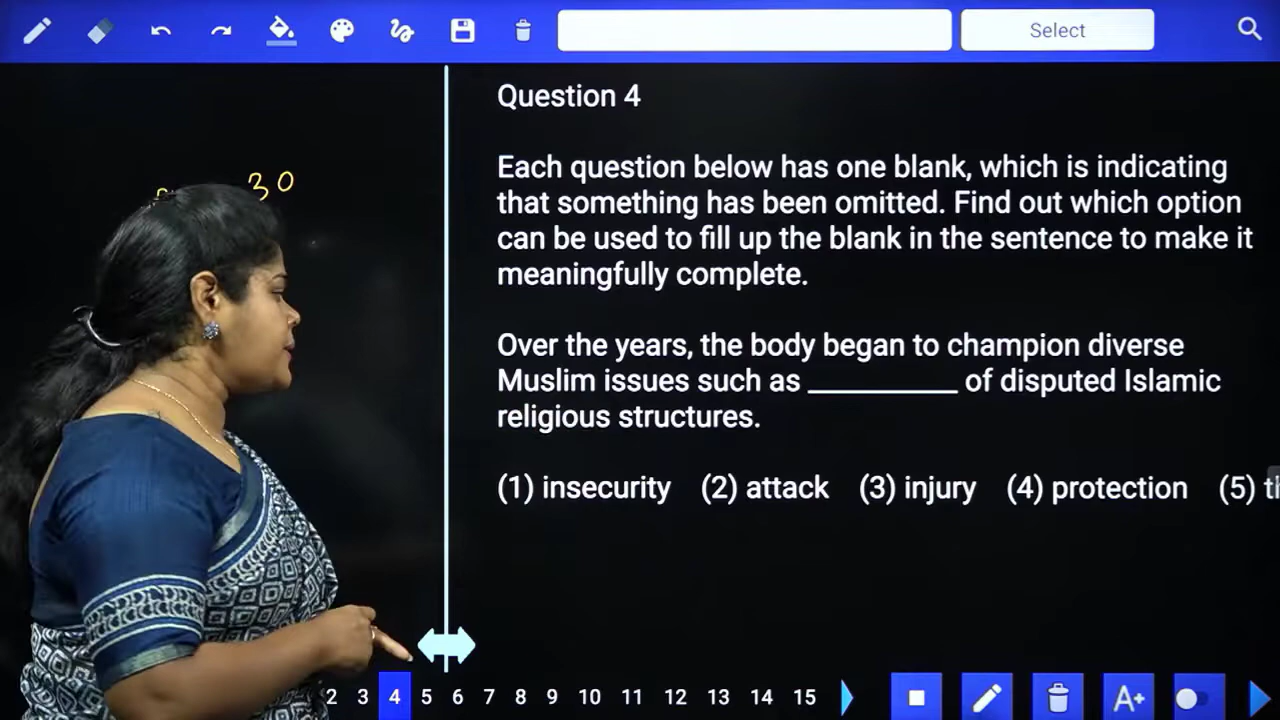 Select
30
Question 4
Each question below has one blank, which is indicating
that something has been omitted. Find out which option
can be used to fill up the blank in the sentence to make it
meaningfully complete.
Over the years, the body began to champion diverse
Muslim issues such as __________ of disputed Islamic
religious structures.
(1) insecurity (2) attack (3) injury (4) protection (5)
2 3 4 5 6 7 8 9 10 11 12 13 14 15
A+